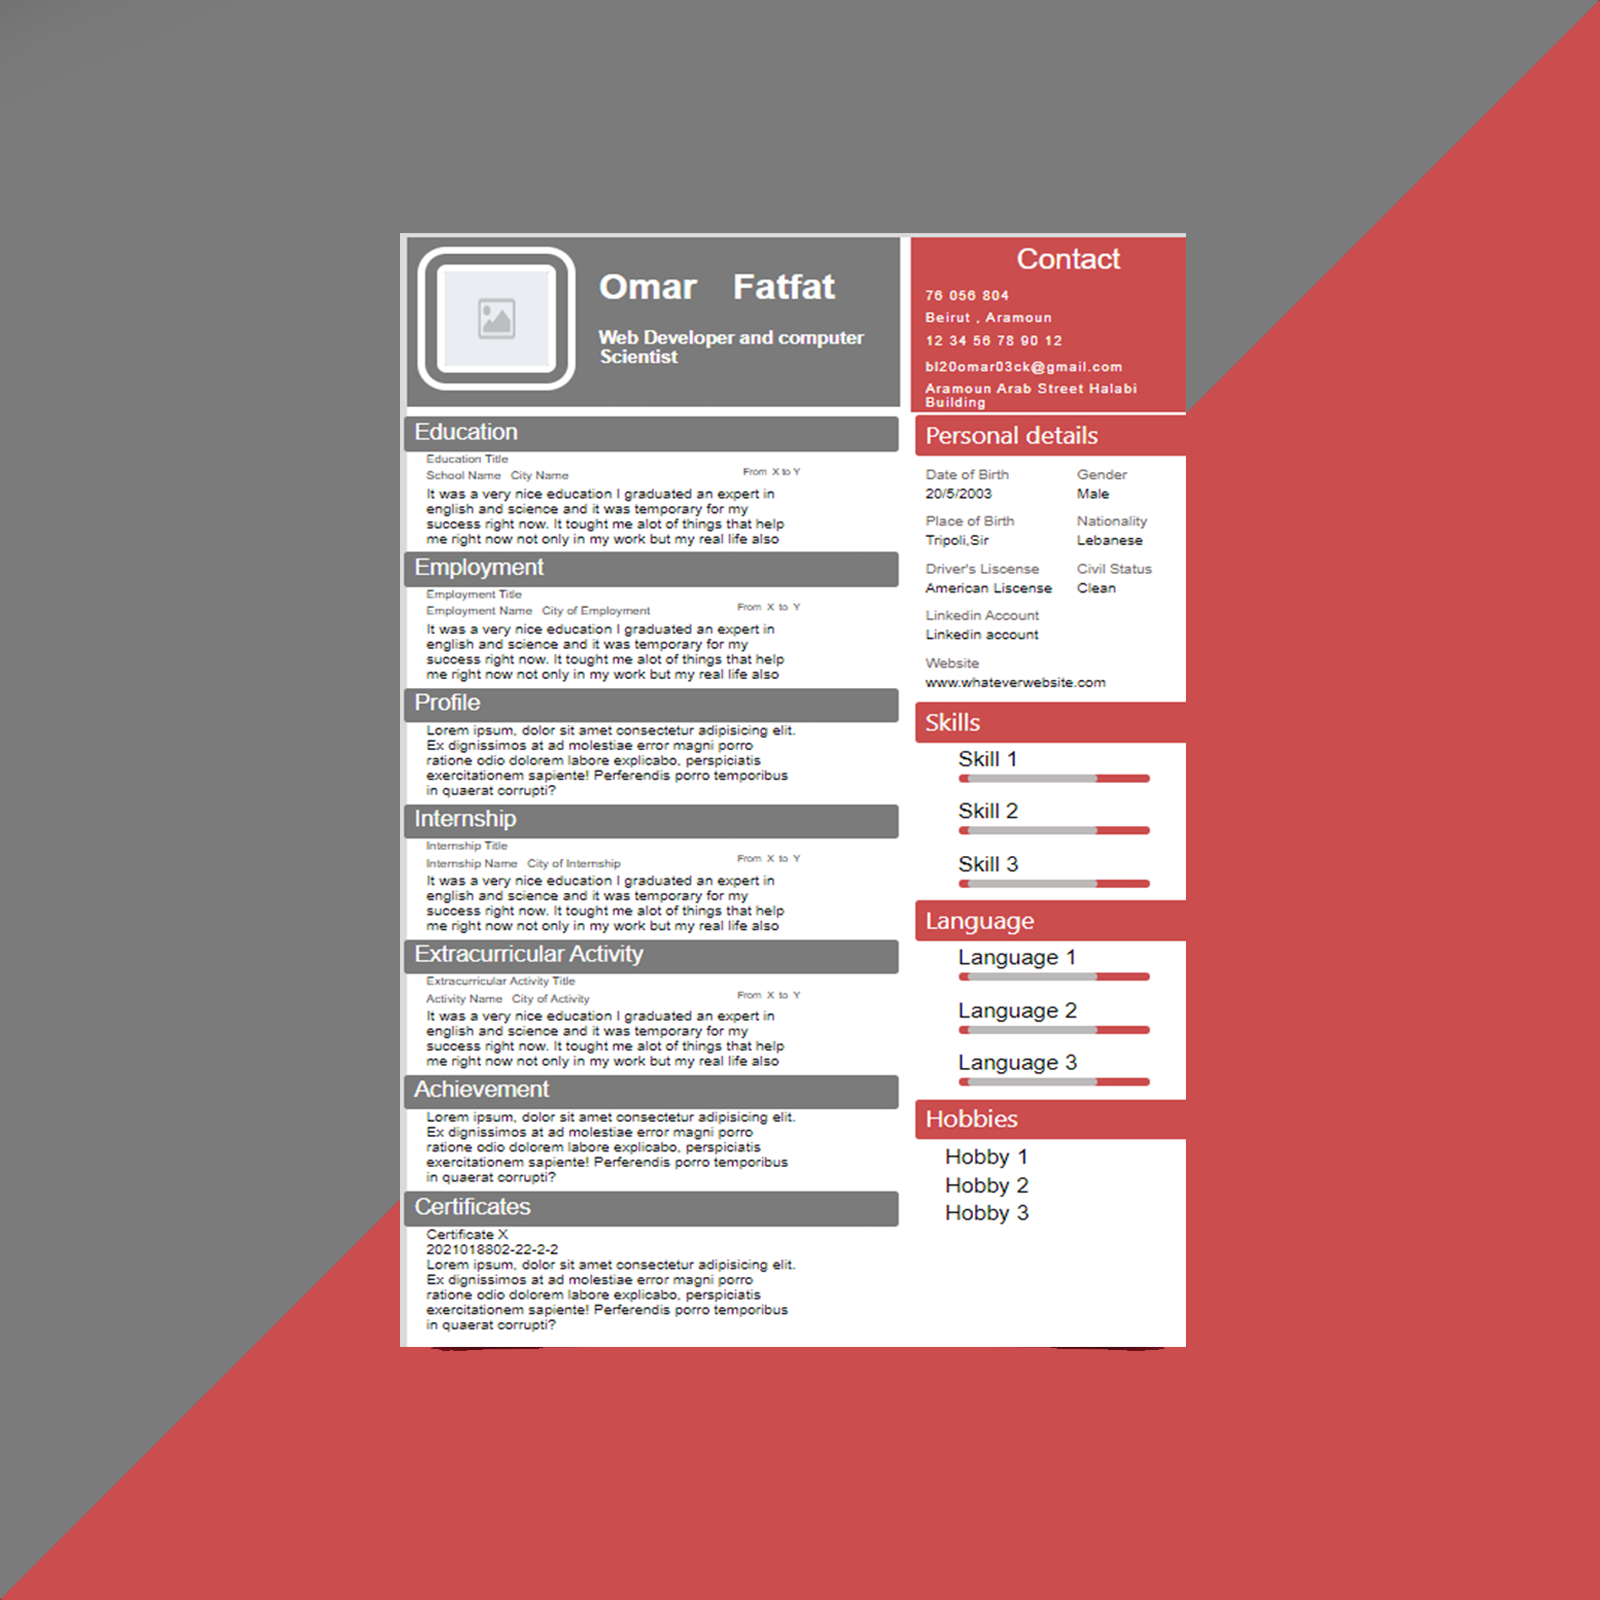 Omar Fatfat
Web Developer and computer
Scientist
Education
Education Title
School Name City Name From X to Y
It was a very nice education I graduated an expert in
english and science and it was temporary for my
success right now. It tought me alot of things that help
me right now not only in my work but my real life also
Employment
Employment Title
Employment Name City of Employment From X to Y
It was a very nice education I graduated an expert in
english and science and it was temporary for my
success right now. It tought me alot of things that help
me right now not only in my work but my real life also
Profile
Lorem ipsum, dolor sit amet consectetur adipisicing elit.
Ex dignissimos at ad molestiae error magni porro
ratione odio dolorem labore explicabo, perspiciatis
exercitationem sapiente! Perferendis porro temporibus
in quaerat corrupti?
Internship
Internship Title
Internship Name City of Internship From X to Y
It was a very nice education I graduated an expert in
english and science and it was temporary for my
success right now. It tought me alot of things that help
me right now not only in my work but my real life also
Extracurricular Activity
Extracurricular Activity Title
Activity Name City of Activity From X to Y
It was a very nice education I graduated an expert in
english and science and it was temporary for my
success right now. It tought me alot of things that help
me right now not only in my work but my real life also
Achievement
Lorem ipsum, dolor sit amet consectetur adipisicing elit.
Ex dignissimos at ad molestiae error magni porro
ratione odio dolorem labore explicabo, perspiciatis
exercitationem sapiente! Perferendis porro temporibus
in quaerat corrupti?
Certificates
Certificate X
2021018802-22-2-2
Lorem ipsum, dolor sit amet consectetur adipisicing elit.
Ex dignissimos at ad molestiae error magni porro
ratione odio dolorem labore explicabo, perspiciatis
exercitationem sapiente! Perferendis porro temporibus
in quaerat corrupti?
Contact
76 056 804
Beirut , Aramoun
12 34 56 78 90 12
bl20omar03ck@gmail.com
Aramoun Arab Street Halabi
Building
Personal details
Date of Birth Gender
20/5/2003 Male
Place of Birth Nationality
Tripoli,Sir Lebanese
Driver's Liscense Civil Status
American Liscense Clean
Linkedin Account
Linkedin account
Website
www.whateverwebsite.com
Skills
Skill 1
Skill 2
Skill 3
Language
Language 1
Language 2
Language 3
Hobbies
Hobby 1
Hobby 2
Hobby 3